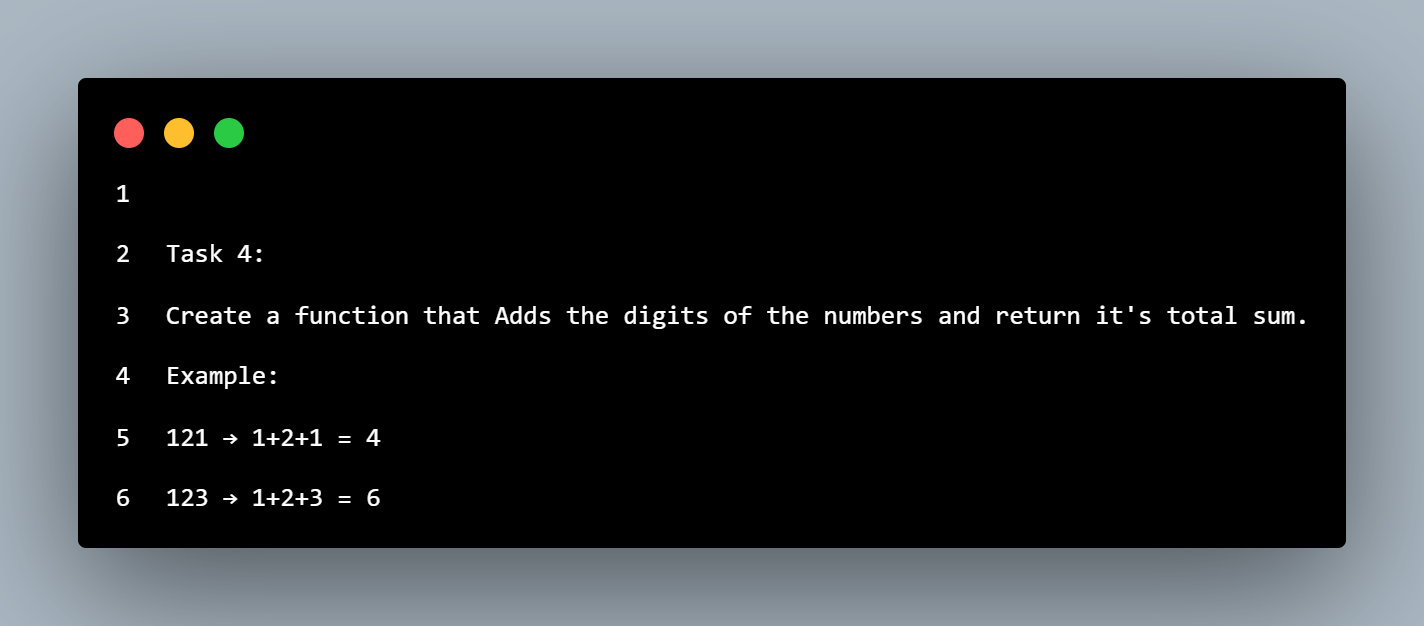 1
2 Task 4:
3 Create a function that Adds the digits of the numbers and return it's total sum.
4 Example:
5 121 → 1+2+1 = 4
6 123 → 1+2+3 = 6